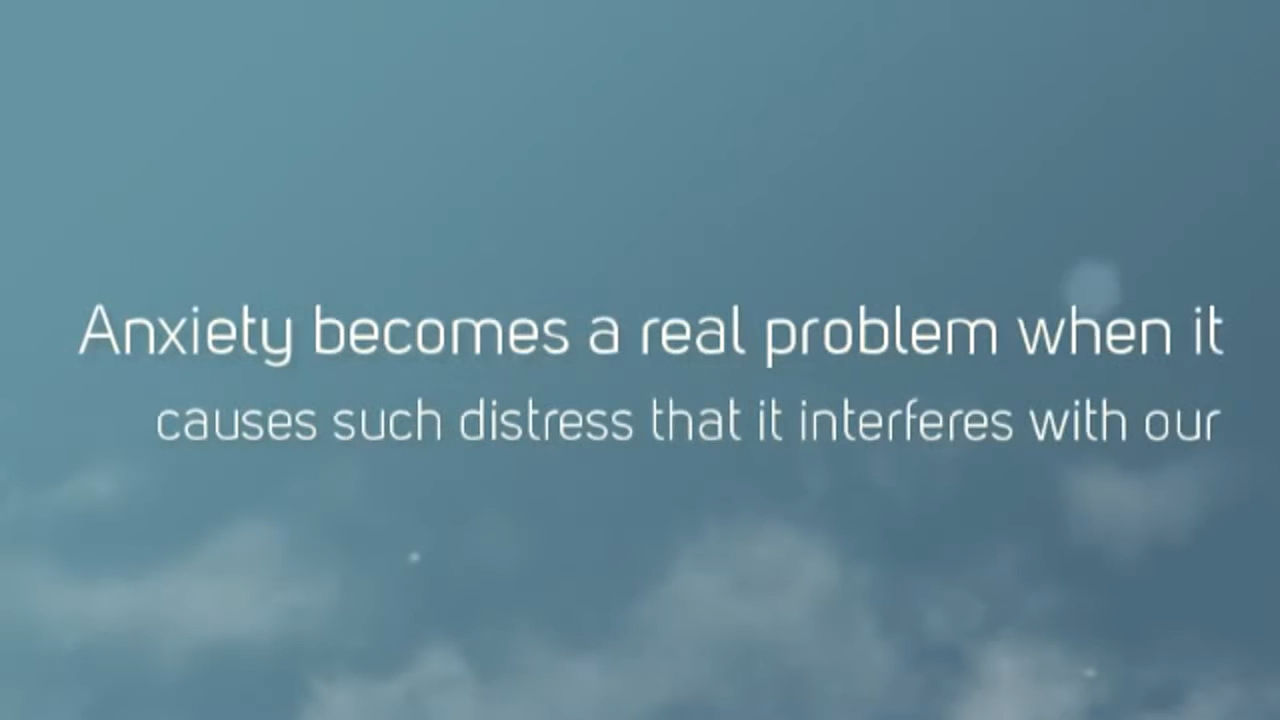 Anxiety becomes a real problem when it
causes such distress that it interferes with our